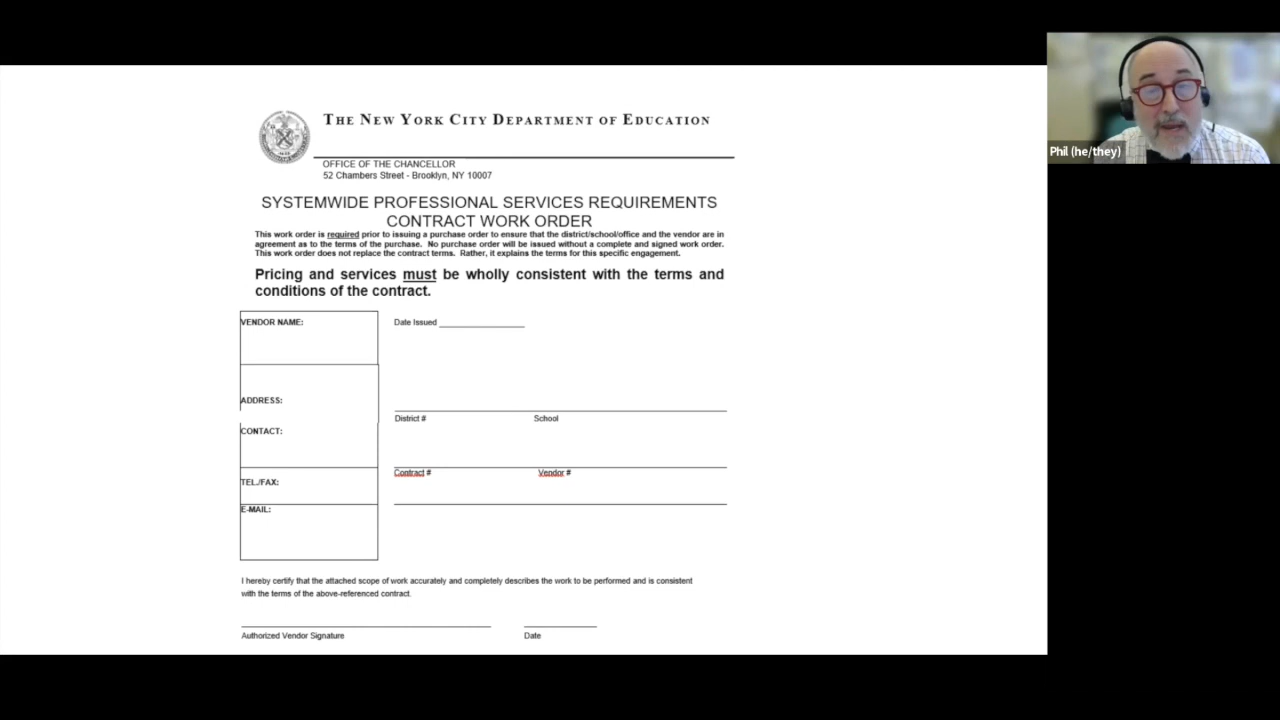 THE NEW YORK CITY DEPARTMENT OF EDUCATION
OFFICE OF THE CHANCELLOR
52 Chambers Street - Brooklyn, NY 10007
SYSTEMWIDE PROFESSIONAL SERVICES REQUIREMENTS
CONTRACT WORK ORDER
This work order is required prior to issuing a purchase order to ensure that the district/school/office and the vendor are in
agreement as to the terms of the purchase. No purchase order will be issued without a complete and signed work order.
This work order does not replace the contract terms. Rather, it explains the terms for this specific engagement.
Pricing and services must be wholly consistent with the terms and
conditions of the contract.
VENDOR NAME:
Date Issued
ADDRESS:
District # School
CONTACT:
Contract # Vendor #
TEL./FAX:
E-MAIL:
I hereby certify that the attached scope of work accurately and completely describes the work to be performed and is consistent
with the terms of the above-referenced contract.
Authorized Vendor Signature Date
Phil (he/they)